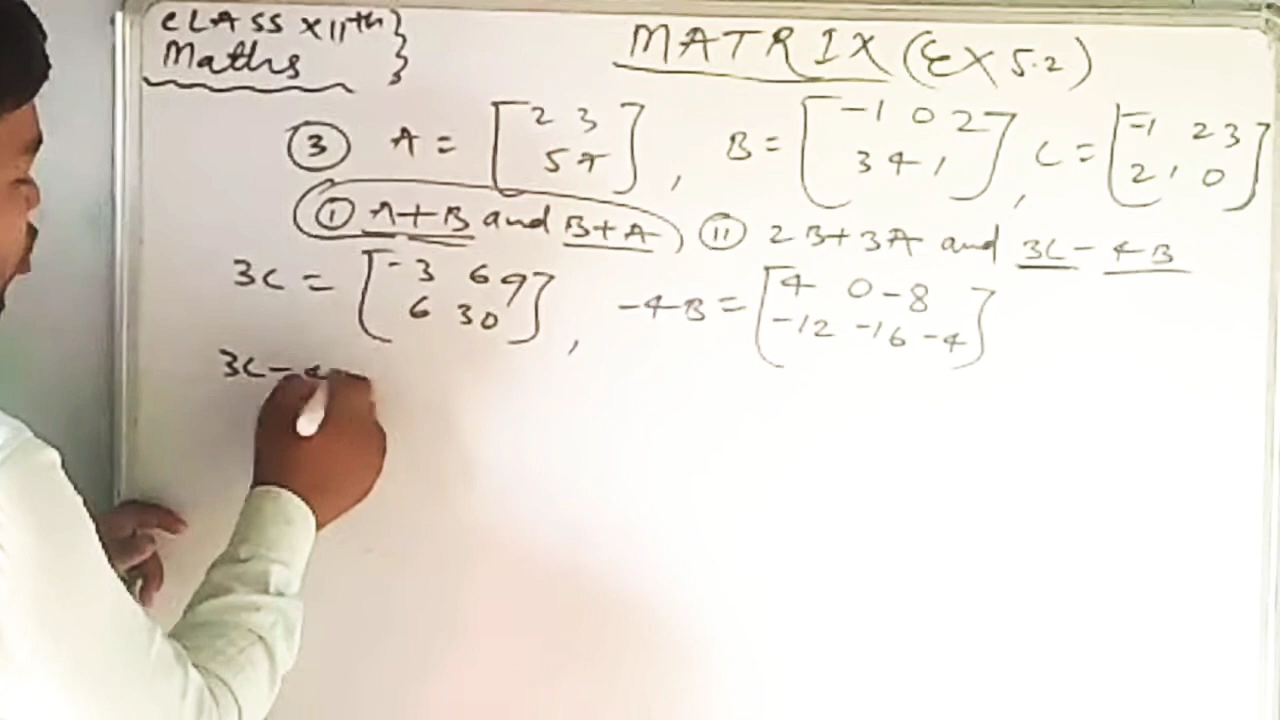 CLASS XIIth
Maths
MATRIX (EX 5.2)
③ A = [2 3
5 7], B = [-1 0 2
3 4 1], C = [-1 2 3
2 1 0]
(i) A+B and B+A, (ii) 2B+3A and 3C-4B
3C = [-3 6 9
6 3 0], -4B = [4 0 -8
-12 -16 -4]
3C-4